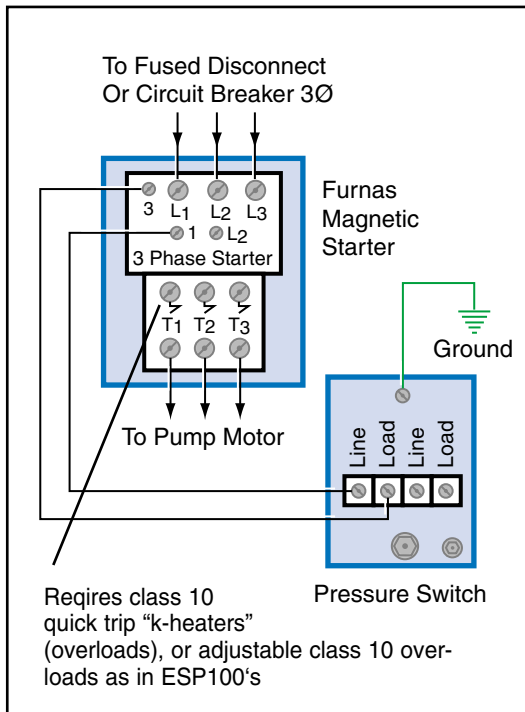 To Fused Disconnect
Or Circuit Breaker 3Ø
Furnas
Magnetic
Starter
3 L1 L2 L3
1 L2
3 Phase Starter
T1 T2 T3
To Pump Motor
Ground
Line Load Line Load
Pressure Switch
Reqires class 10
quick trip “k-heaters”
(overloads), or adjustable class 10 over-
loads as in ESP100‘s